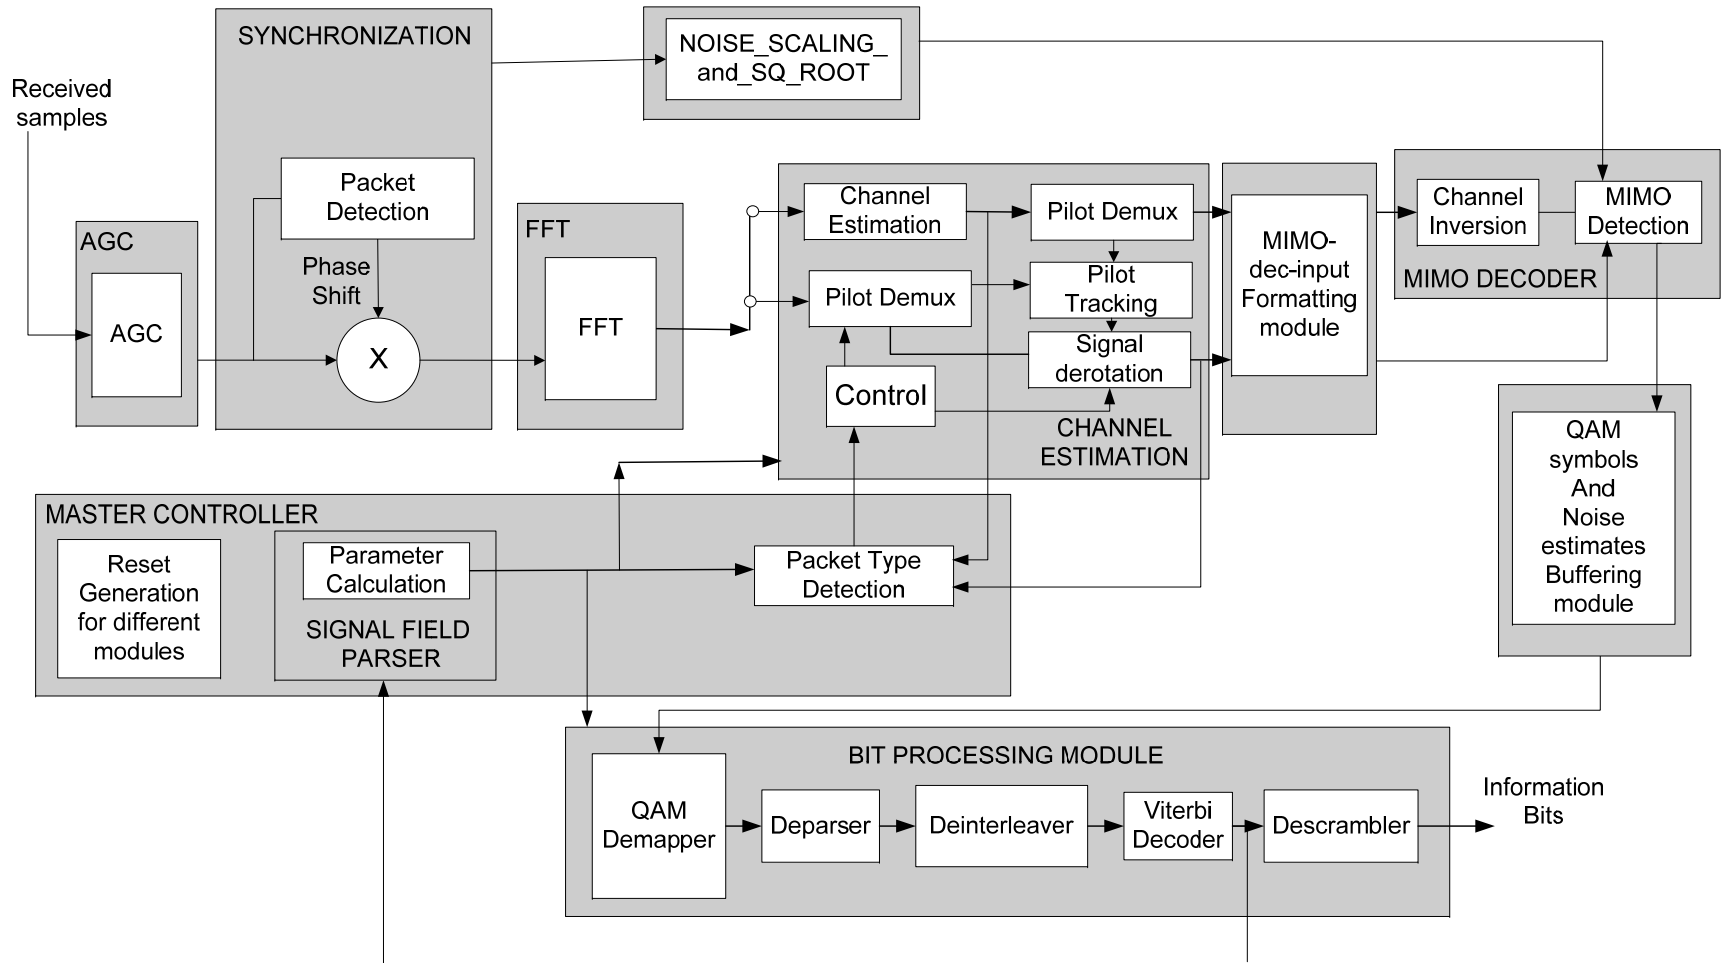 SYNCHRONIZATION
NOISE_SCALING_
and_SQ_ROOT
Received
samples
Packet
Detection
Phase
Shift
X
AGC
AGC
FFT
FFT
Channel
Estimation
Pilot Demux
Pilot Demux
Pilot
Tracking
Signal
derotation
Control
CHANNEL
ESTIMATION
MIMO-
dec-input
Formatting
module
Channel
Inversion
MIMO
Detection
MIMO DECODER
QAM
symbols
And
Noise
estimates
Buffering
module
MASTER CONTROLLER
Reset
Generation
for different
modules
Parameter
Calculation
SIGNAL FIELD
PARSER
Packet Type
Detection
BIT PROCESSING MODULE
QAM
Demapper
Deparser
Deinterleaver
Viterbi
Decoder
Descrambler
Information
Bits